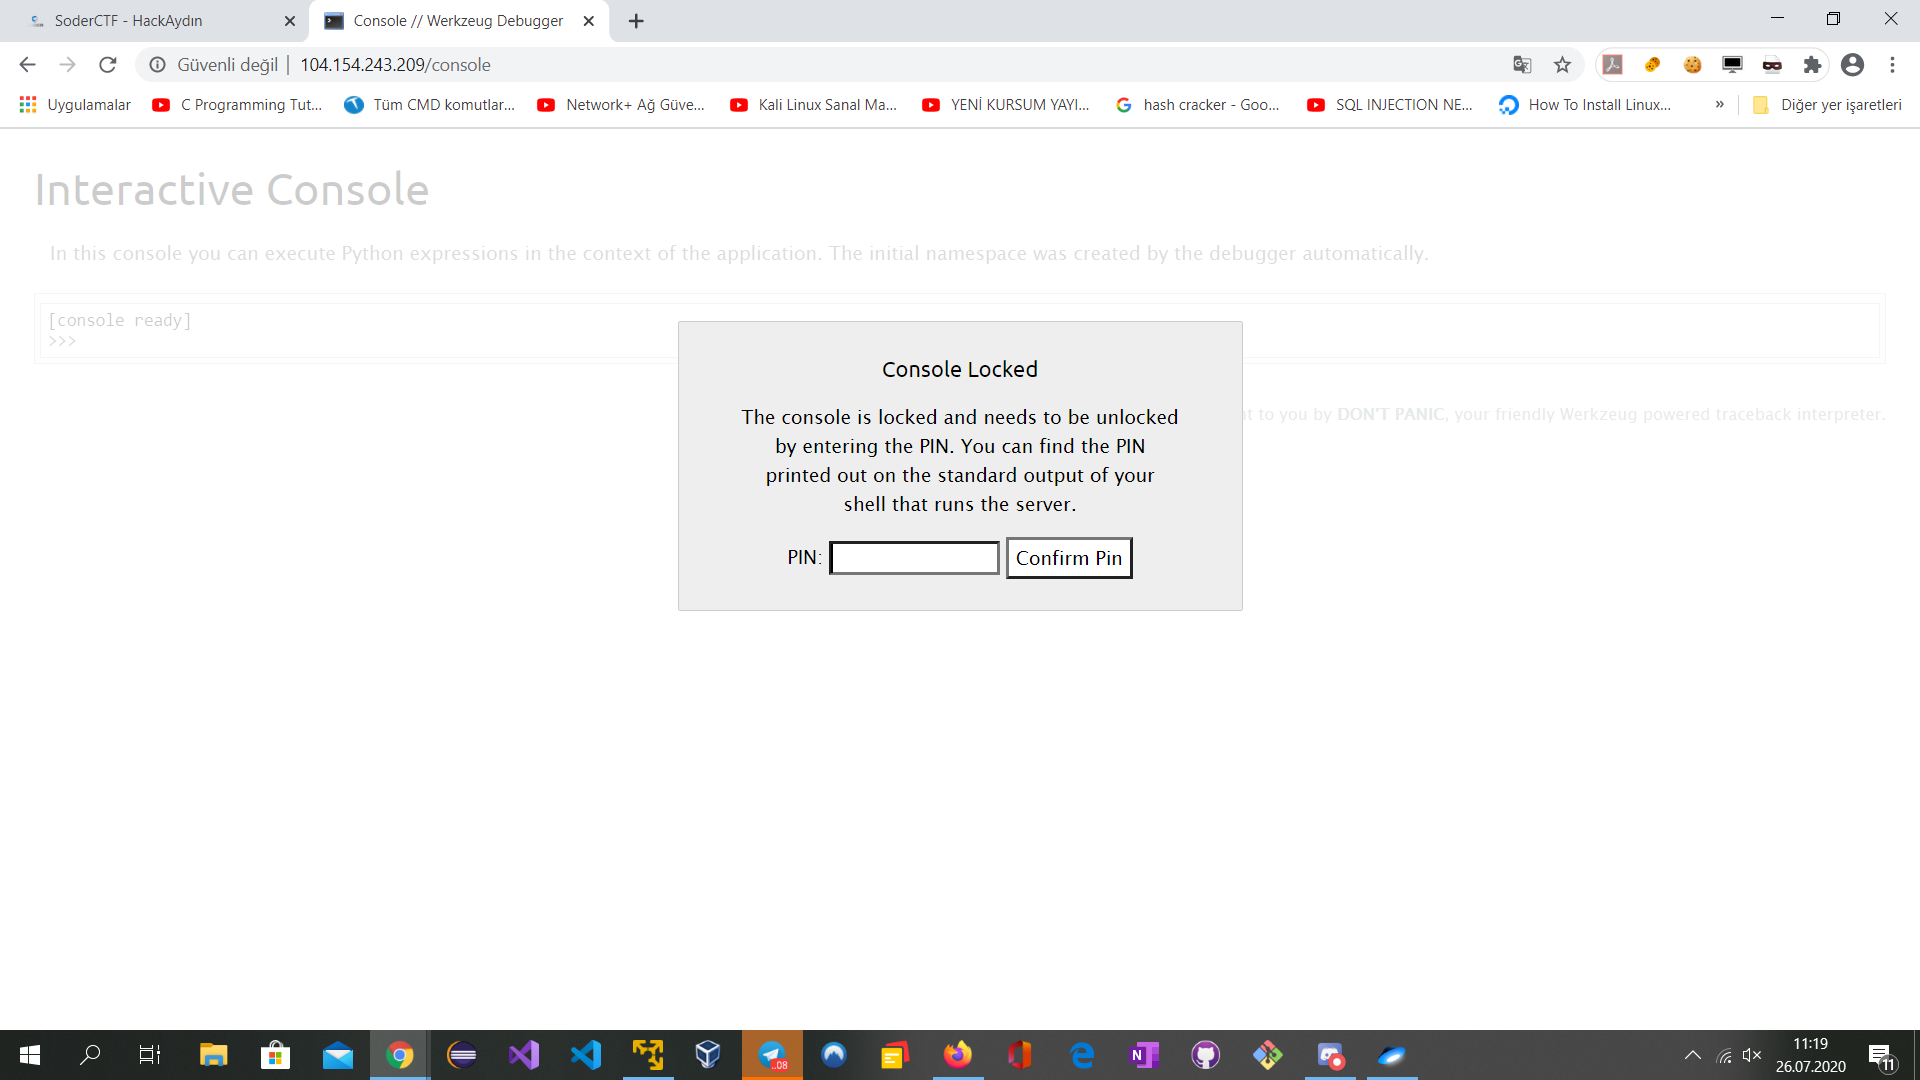 SoderCTF - HackAydın
Console // Werkzeug Debugger
Güvenli değil
104.154.243.209/console
Uygulamalar
C Programming Tut...
Tüm CMD komutlar...
Network+ Ağ Güve...
Kali Linux Sanal Ma...
YENİ KURSUM YAYI...
hash cracker - Goo...
SQL INJECTION NE...
How To Install Linux...
»
Diğer yer işaretleri
Interactive Console
In this console you can execute Python expressions in the context of the application. The initial namespace was created by the debugger automatically.
[console ready]
>>>
Console Locked
The console is locked and needs to be unlocked
by entering the PIN. You can find the PIN
printed out on the standard output of your
shell that runs the server.
PIN:
Confirm Pin
t to you by DON'T PANIC, your friendly Werkzeug powered traceback interpreter.
..08
11:19
26.07.2020
11